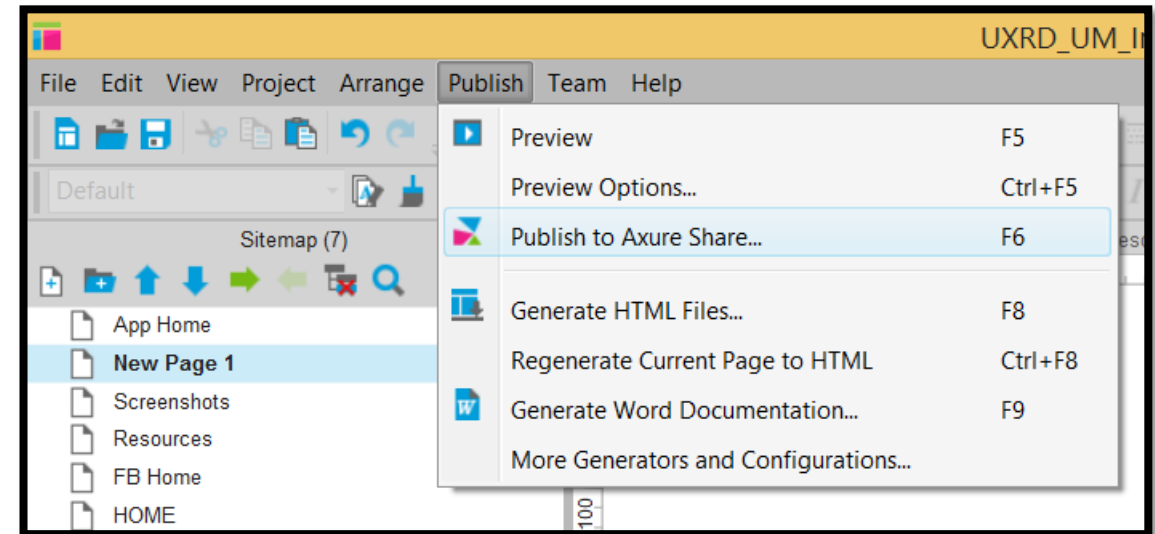 UXRD_UM_I
File Edit View Project Arrange Publish Team Help
Preview F5
Default
Preview Options... Ctrl+F5
Sitemap (7)
Publish to Axure Share... F6
Generate HTML Files... F8
App Home
New Page 1
Regenerate Current Page to HTML Ctrl+F8
Screenshots
Generate Word Documentation... F9
Resources
FB Home
More Generators and Configurations...
HOME
100